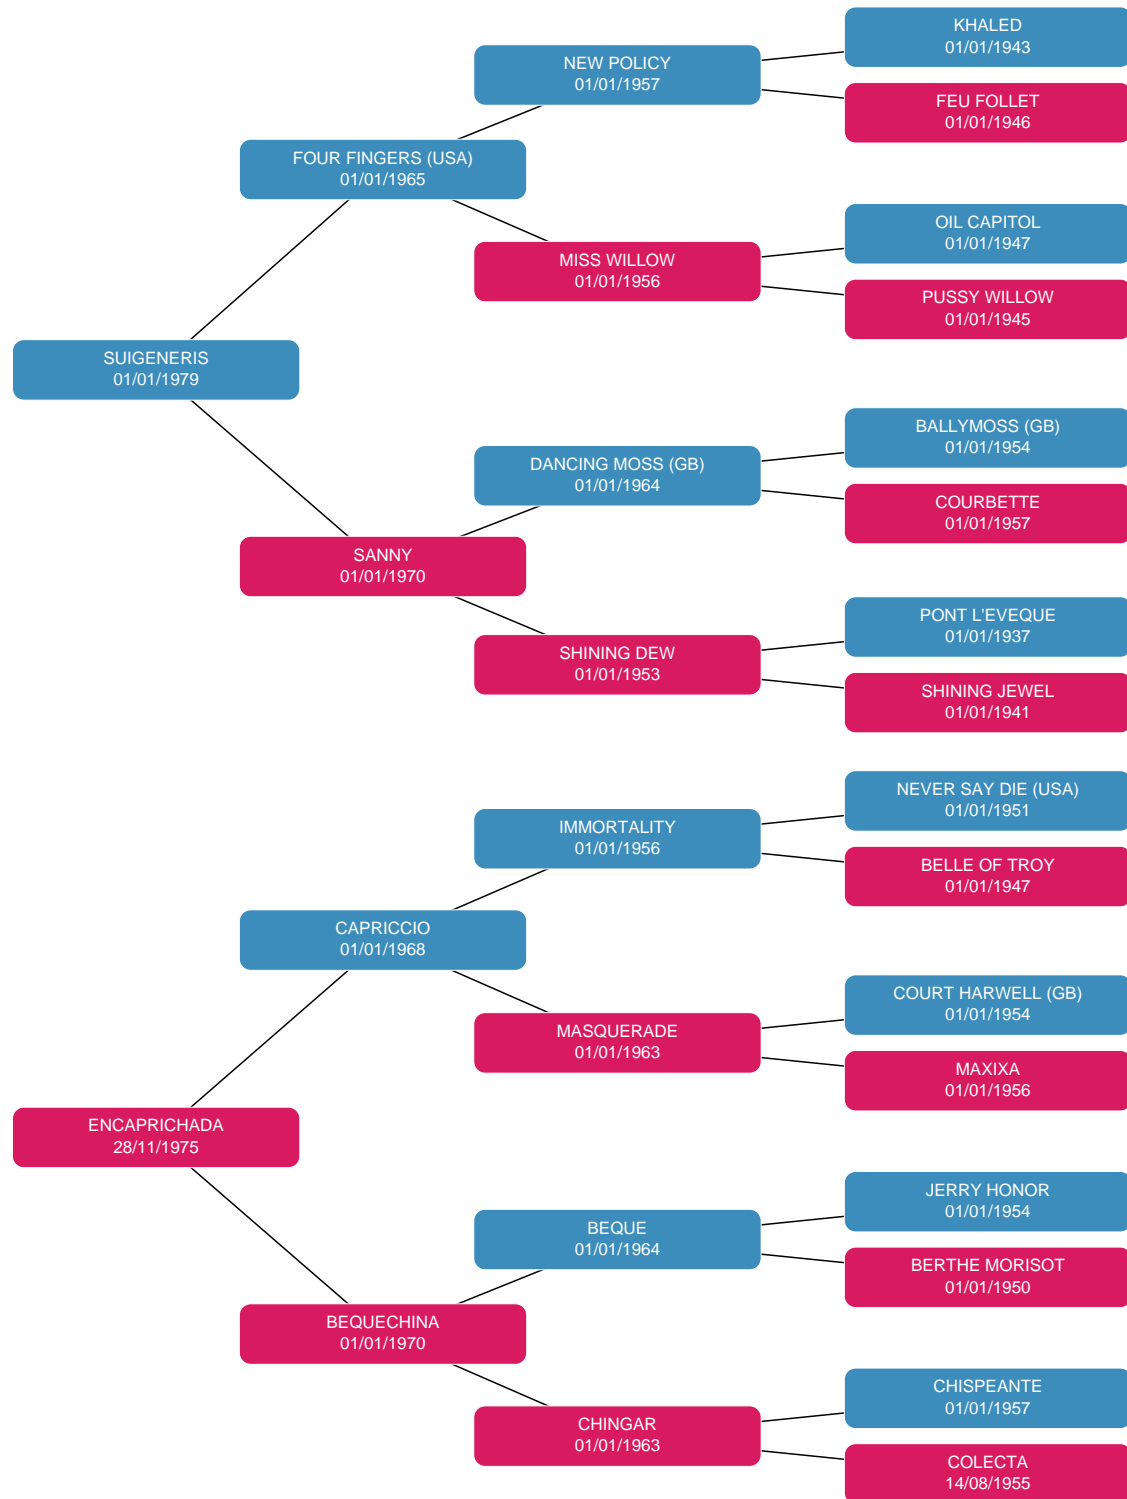 KHALED
01/01/1943
NEW POLICY
01/01/1957
FEU FOLLET
01/01/1946
FOUR FINGERS (USA)
01/01/1965
OIL CAPITOL
01/01/1947
MISS WILLOW
01/01/1956
PUSSY WILLOW
01/01/1945
SUIGENERIS
01/01/1979
BALLYMOSS (GB)
01/01/1954
DANCING MOSS (GB)
01/01/1964
COURBETTE
01/01/1957
SANNY
01/01/1970
PONT L'EVEQUE
01/01/1937
SHINING DEW
01/01/1953
SHINING JEWEL
01/01/1941
NEVER SAY DIE (USA)
01/01/1951
IMMORTALITY
01/01/1956
BELLE OF TROY
01/01/1947
CAPRICCIO
01/01/1968
COURT HARWELL (GB)
01/01/1954
MASQUERADE
01/01/1963
MAXIXA
01/01/1956
ENCAPRICHADA
28/11/1975
JERRY HONOR
01/01/1954
BEQUE
01/01/1964
BERTHE MORISOT
01/01/1950
BEQUECHINA
01/01/1970
CHISPEANTE
01/01/1957
CHINGAR
01/01/1963
COLECTA
14/08/1955